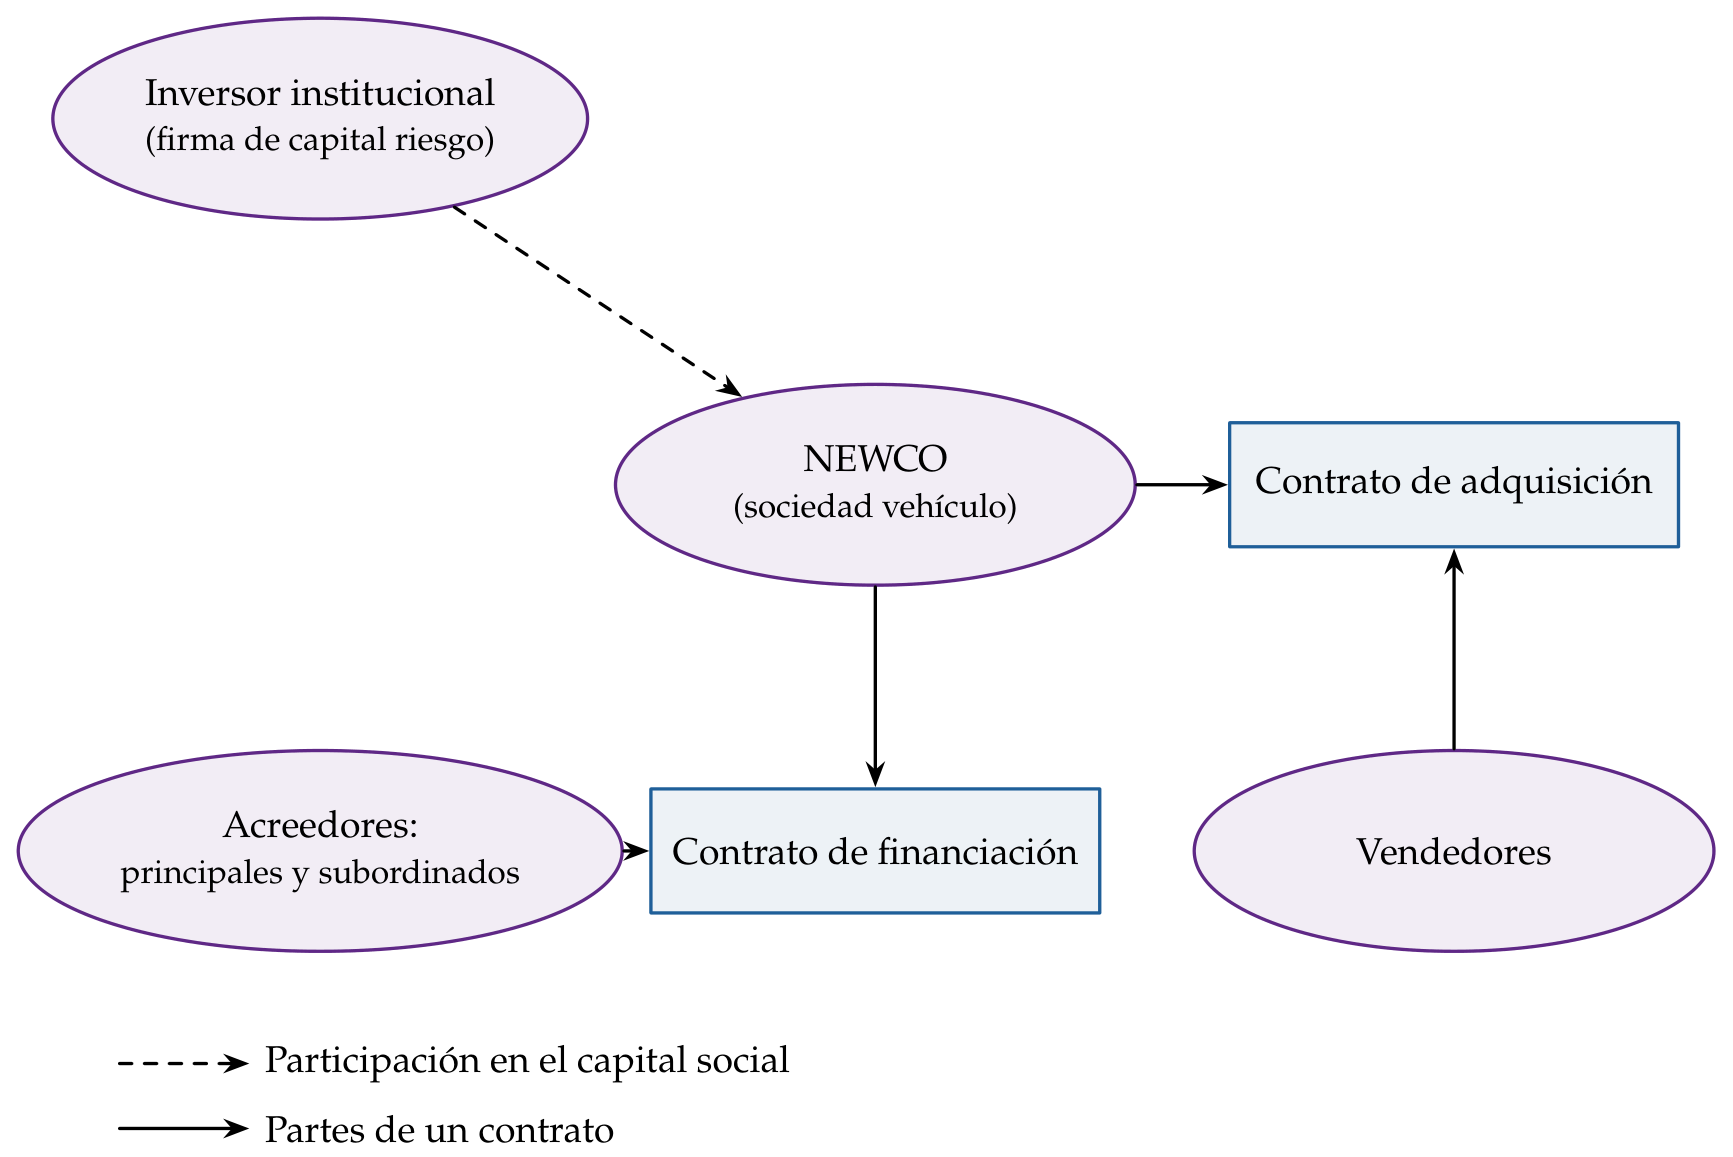 Inversor institucional
(firma de capital riesgo)
NEWCO
(sociedad vehículo)
Contrato de adquisición
Acreedores:
principales y subordinados
Contrato de financiación
Vendedores
Participación en el capital social
Partes de un contrato